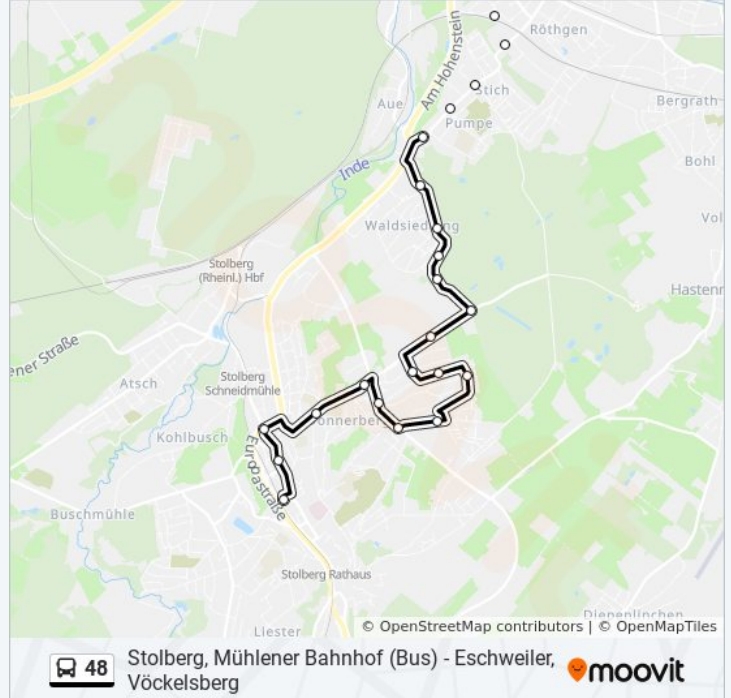 Röthgen
Am Hohenstein
Stich
Aue
Bergrath
Pumpe
Bohl
Inde
Waldsiedlung
Stolberg
(Rheinl.) Hbf
Hastenr
ener Straße
Atsch
Stolberg
Schneidmühle
Donnerberg
Kohlbusch
Europastraße
Buschmühle
Stolberg Rathaus
Diepenlinchen
Liester
© OpenStreetMap contributors | © OpenMapTiles
48
Stolberg, Mühlener Bahnhof (Bus) - Eschweiler,
Vöckelsberg
moovit